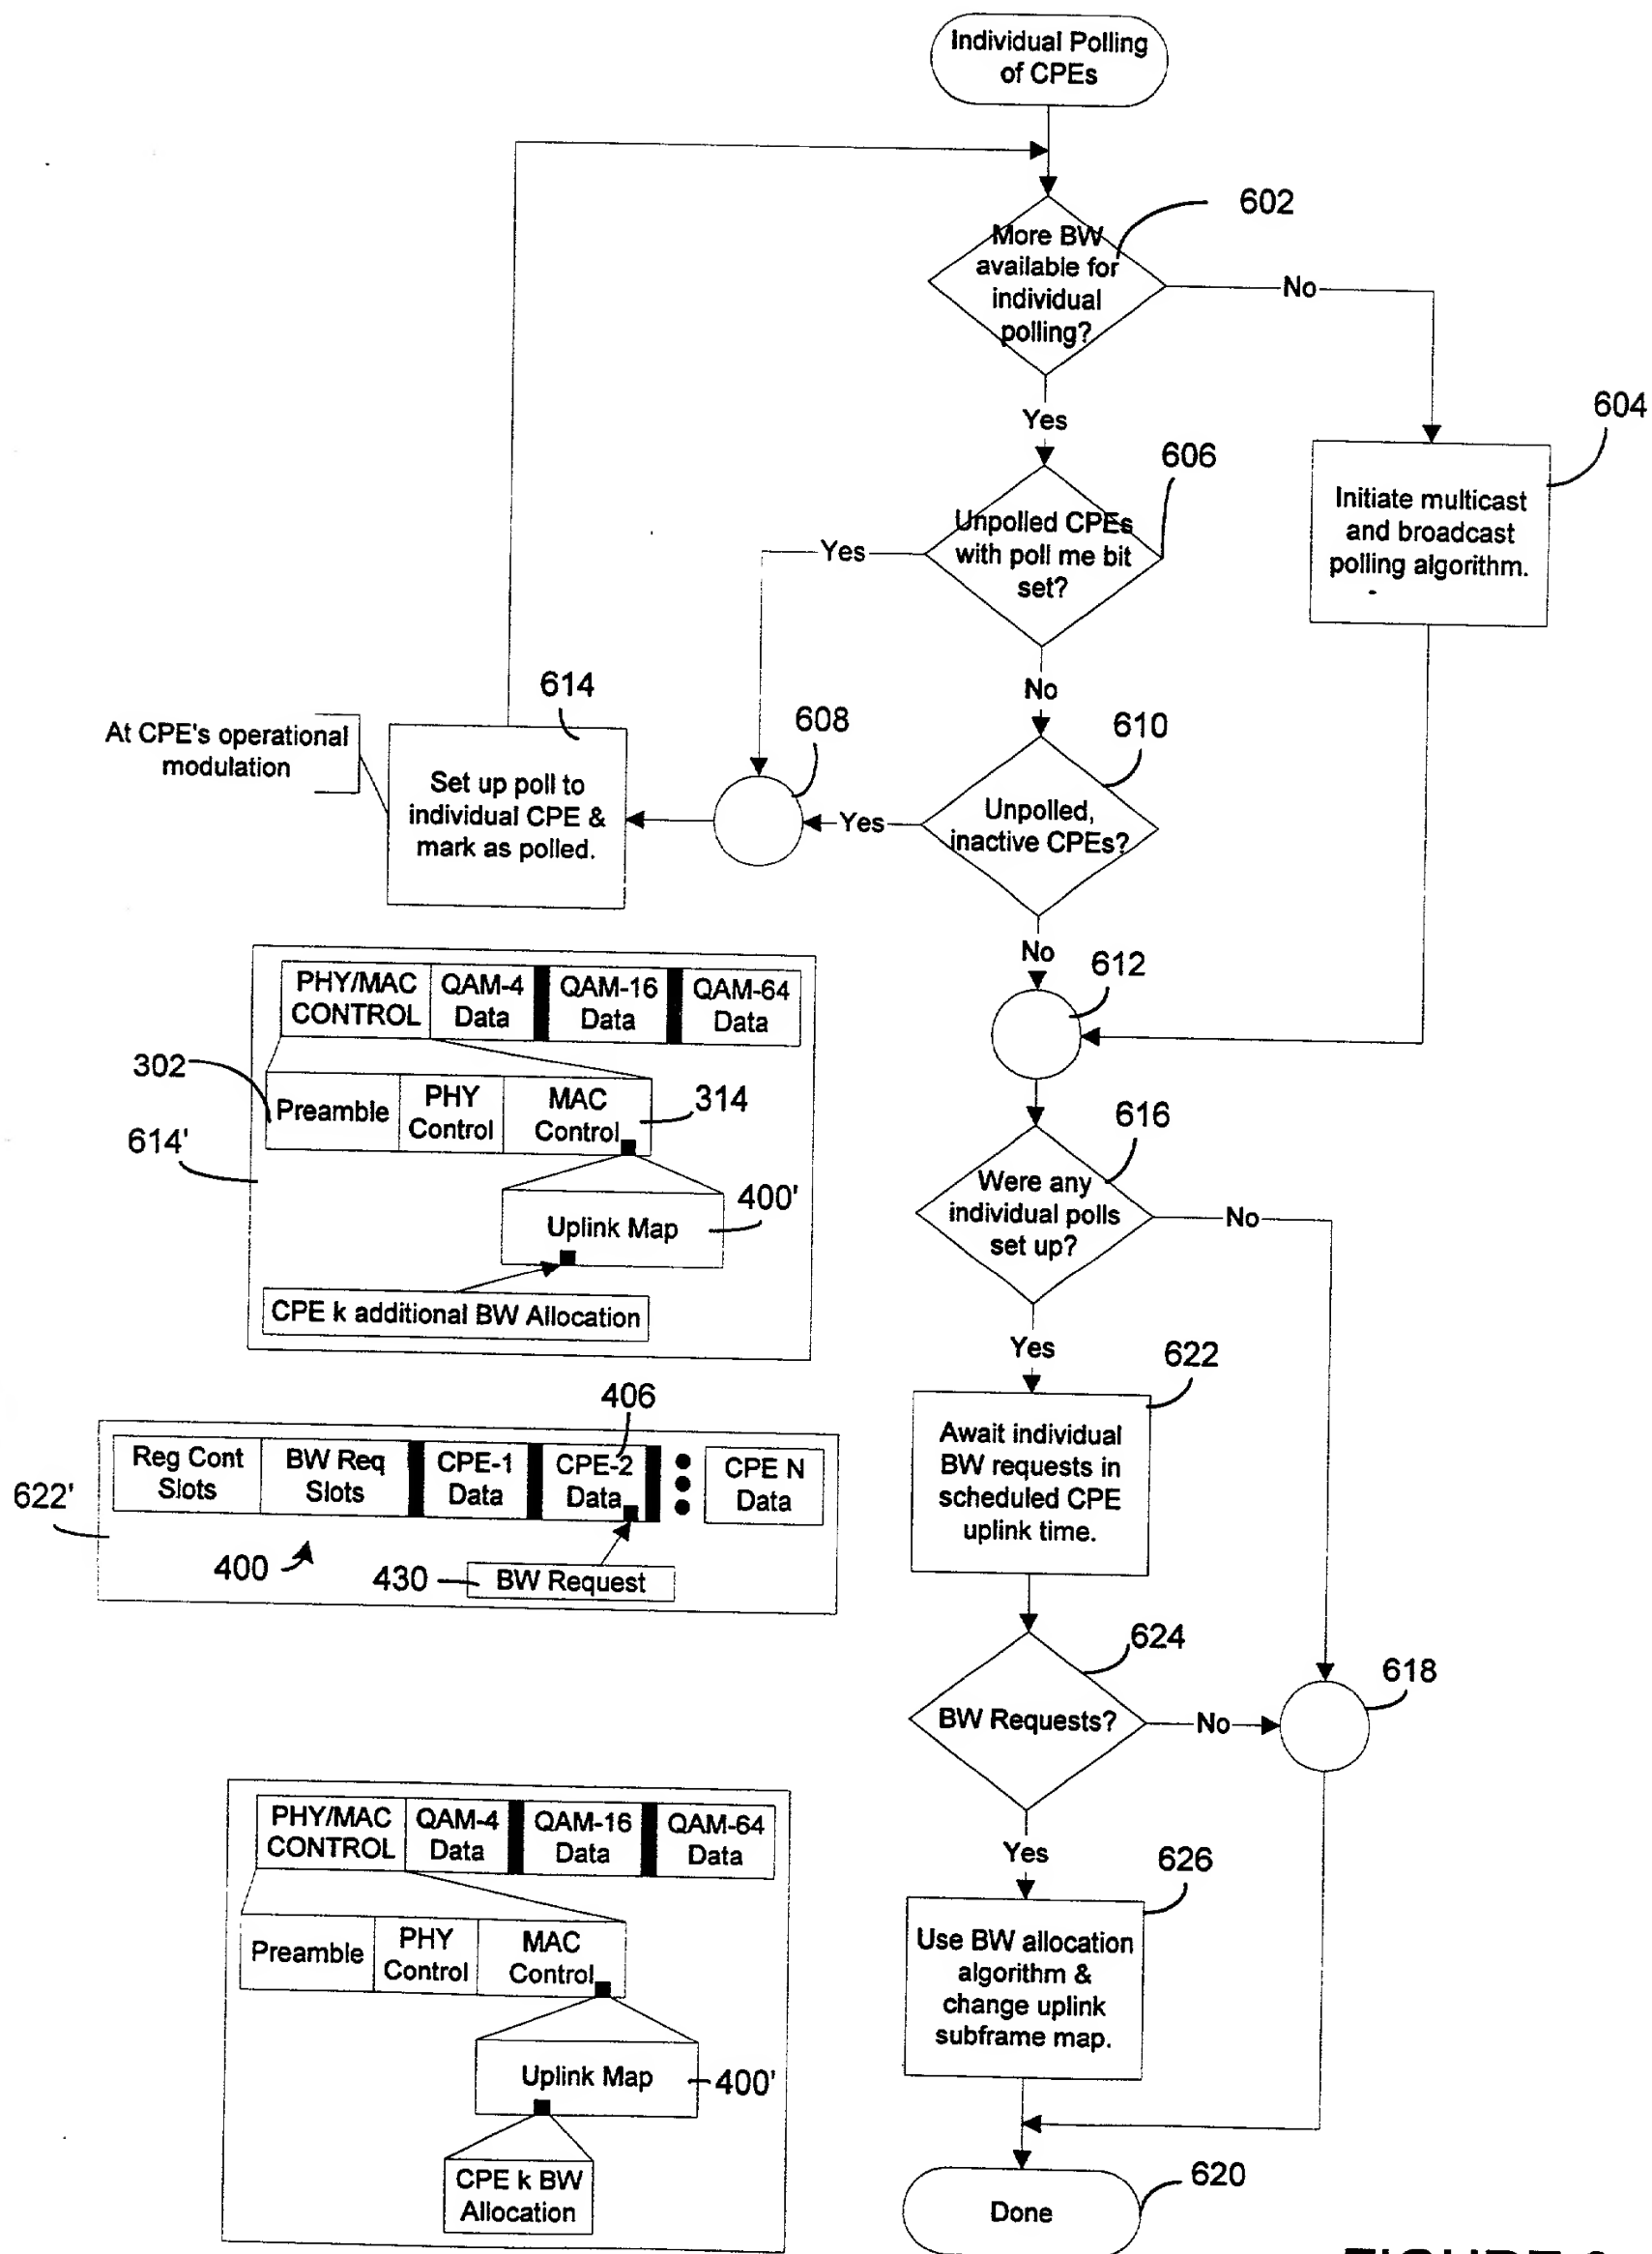 Individual Polling
of CPEs
602
More BW
available for
individual
polling?
No
Yes
604
Initiate multicast
and broadcast
polling algorithm.
606
Unpolled CPEs
with poll me bit
set?
Yes
No
614
At CPE's operational
modulation
Set up poll to
individual CPE &
mark as polled.
608
610
Unpolled,
inactive CPEs?
Yes
No
612
PHY/MAC
CONTROL
QAM-4
Data
QAM-16
Data
QAM-64
Data
302
Preamble
PHY
Control
MAC
Control
314
614'
Uplink Map
400'
CPE k additional BW Allocation
616
Were any
individual polls
set up?
No
Yes
622
Await individual
BW requests in
scheduled CPE
uplink time.
406
Reg Cont
Slots
BW Req
Slots
CPE-1
Data
CPE-2
Data
CPE N
Data
622'
400
430
BW Request
624
BW Requests?
No
618
Yes
626
Use BW allocation
algorithm &
change uplink
subframe map.
PHY/MAC
CONTROL
QAM-4
Data
QAM-16
Data
QAM-64
Data
Preamble
PHY
Control
MAC
Control
Uplink Map
400'
CPE k BW
Allocation
620
Done